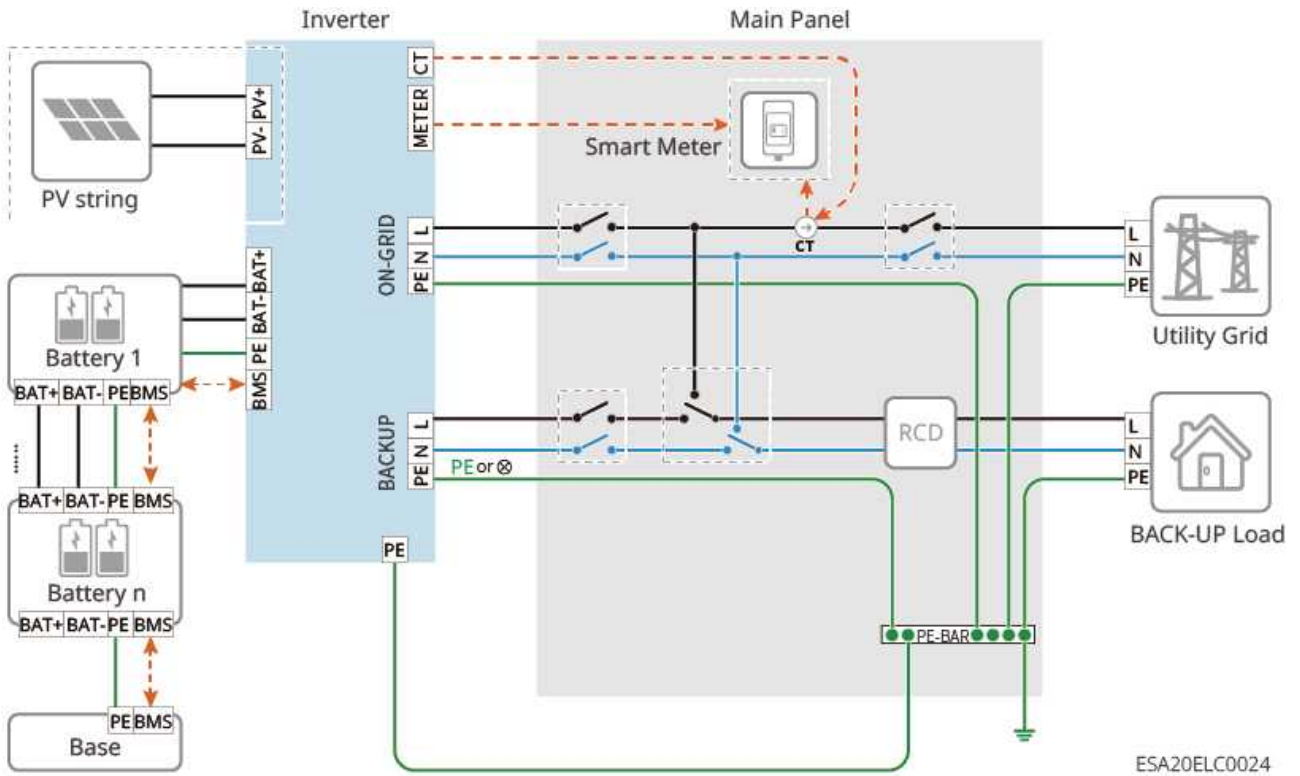 Inverter
Main Panel
CT
METER
PV+
PV-
PV string
Smart Meter
CT
ON-GRID
L
N
PE
L
N
PE
Utility Grid
BAT+
BAT-
PE
BMS
Battery 1
BAT+ BAT- PE BMS
BACKUP
L
N
PE
PE or ⊗
RCD
L
N
PE
BACK-UP Load
BAT+ BAT- PE BMS
Battery n
BAT+ BAT- PE BMS
PE
PE-BAR
PE BMS
Base
ESA20ELC0024